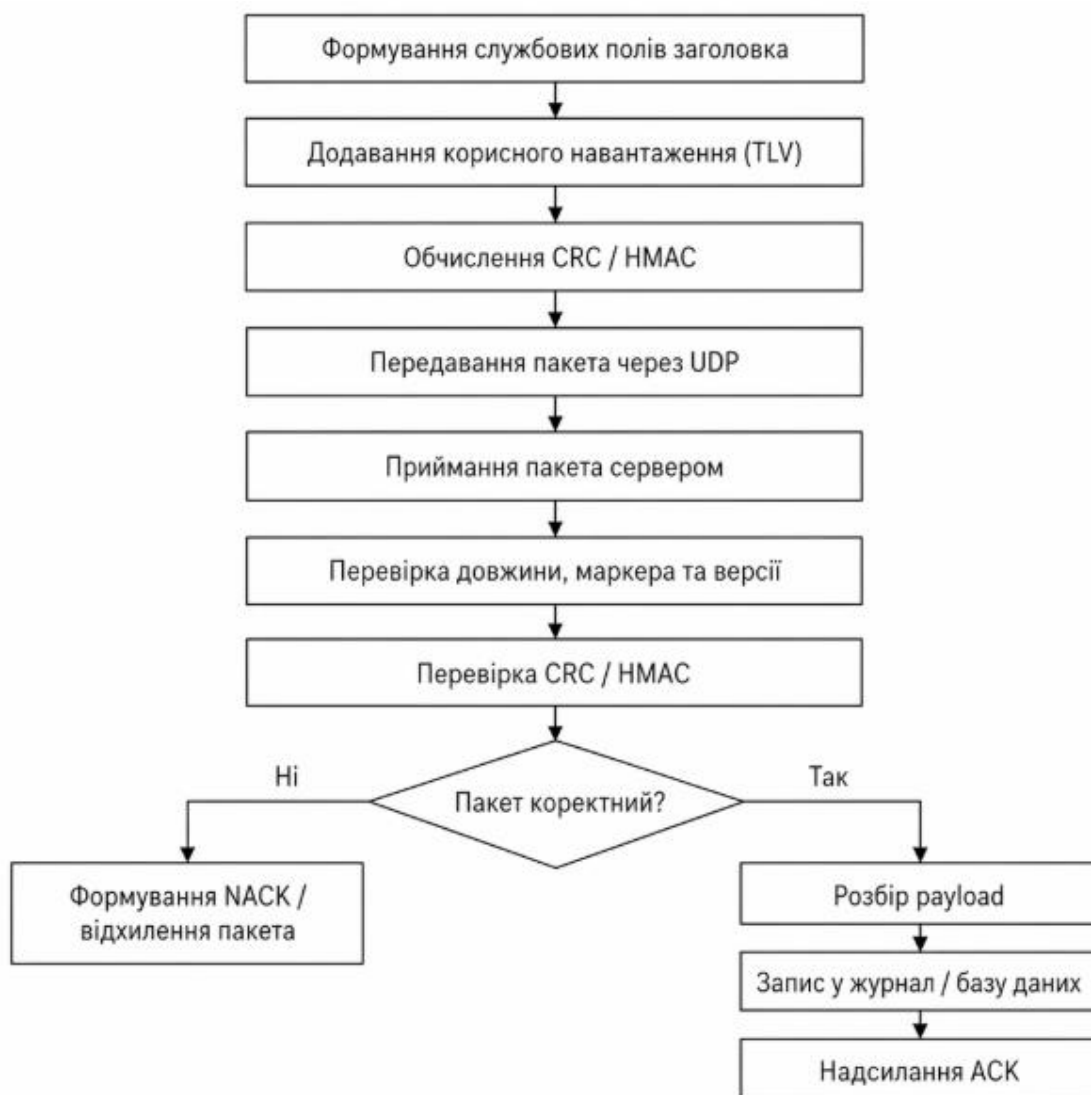 Формування службових полів заголовка
Додавання корисного навантаження (TLV)
Обчислення CRC / HMAC
Передавання пакета через UDP
Приймання пакета сервером
Перевірка довжини, маркера та версії
Перевірка CRC / HMAC
Пакет коректний?
Ні
Так
Формування NACK /
відхилення пакета
Розбір payload
Запис у журнал / базу даних
Надсилання ACK